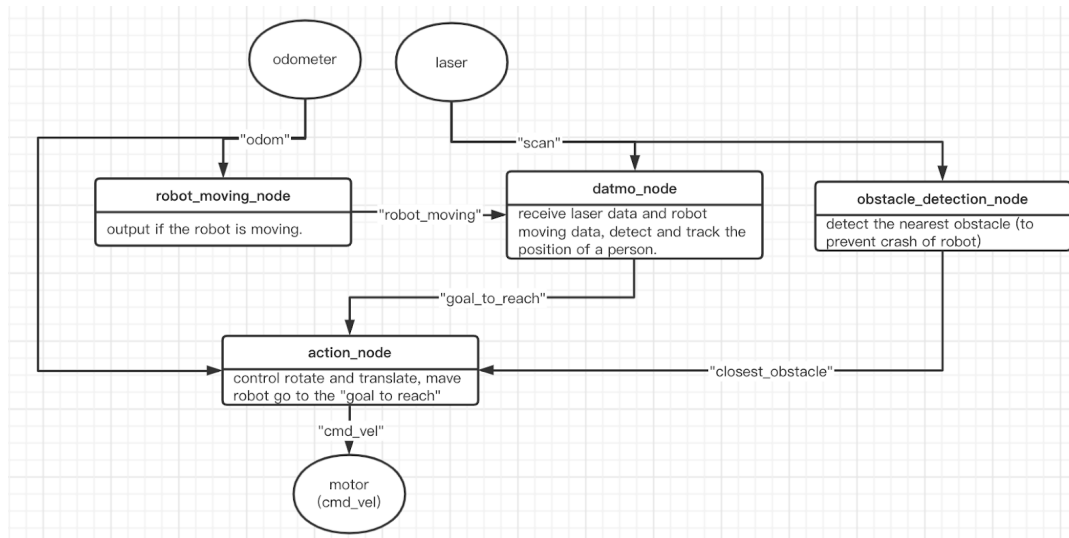 odometer
laser
"odom"
"scan"
robot_moving_node
output if the robot is moving.
"robot_moving"
datmo_node
receive laser data and robot
moving data, detect and track the
position of a person.
obstacle_detection_node
detect the nearest obstacle (to
prevent crash of robot)
"goal_to_reach"
action_node
control rotate and translate, mave
robot go to the "goal to reach"
"closest_obstacle"
"cmd_vel"
motor
(cmd_vel)